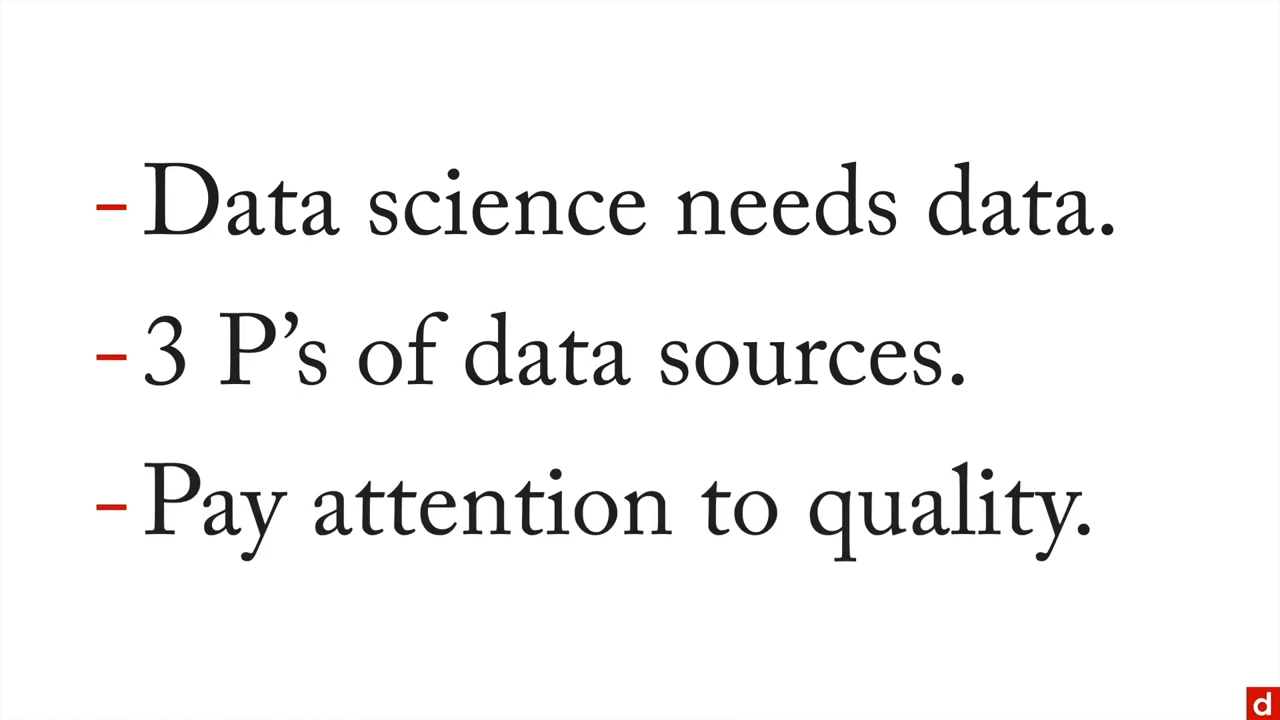 - Data science needs data.
- 3 P’s of data sources.
- Pay attention to quality.
d